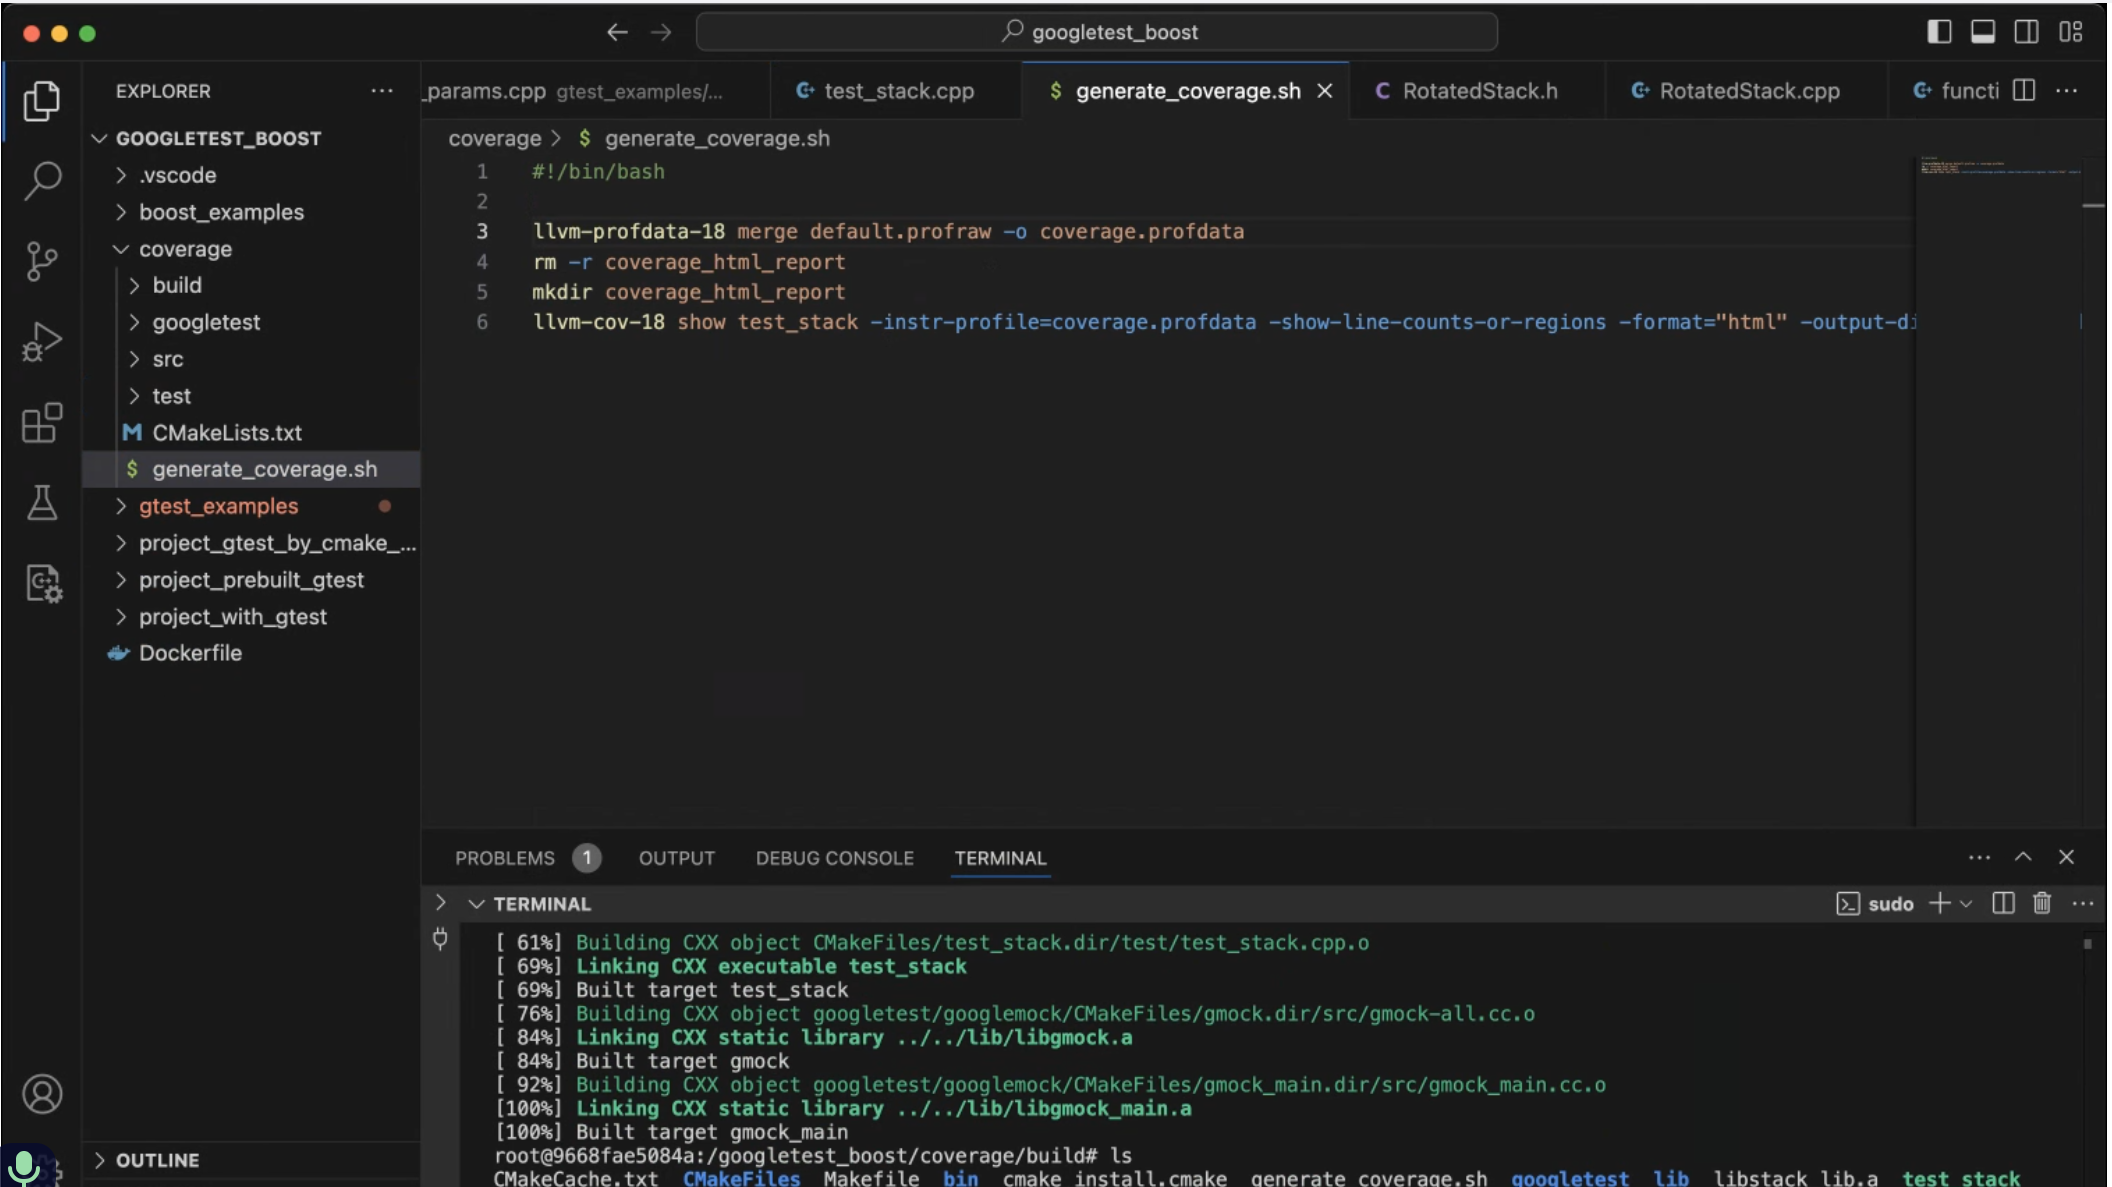 googletest_boost
EXPLORER
_params.cpp gtest_examples/...
test_stack.cpp
$ generate_coverage.sh
C RotatedStack.h
RotatedStack.cpp
functi
GOOGLETEST_BOOST
.vscode
boost_examples
coverage
build
googletest
src
test
M CMakeLists.txt
$ generate_coverage.sh
gtest_examples
project_gtest_by_cmake_...
project_prebuilt_gtest
project_with_gtest
Dockerfile
OUTLINE
coverage > $ generate_coverage.sh
1 #!/bin/bash
2
3 llvm-profdata-18 merge default.profraw -o coverage.profdata
4 rm -r coverage_html_report
5 mkdir coverage_html_report
6 llvm-cov-18 show test_stack -instr-profile=coverage.profdata -show-line-counts-or-regions -format="html" -output-di
PROBLEMS 1 OUTPUT DEBUG CONSOLE TERMINAL
TERMINAL
sudo
[ 61%] Building CXX object CMakeFiles/test_stack.dir/test/test_stack.cpp.o
[ 69%] Linking CXX executable test_stack
[ 69%] Built target test_stack
[ 76%] Building CXX object googletest/googlemock/CMakeFiles/gmock.dir/src/gmock-all.cc.o
[ 84%] Linking CXX static library ../../lib/libgmock.a
[ 84%] Built target gmock
[ 92%] Building CXX object googletest/googlemock/CMakeFiles/gmock_main.dir/src/gmock_main.cc.o
[100%] Linking CXX static library ../../lib/libgmock_main.a
[100%] Built target gmock_main
root@9668fae5084a:/googletest_boost/coverage/build# ls
CMakeCache.txt CMakeFiles Makefile bin cmake_install.cmake generate_coverage.sh googletest lib libstack_lib.a test_stack